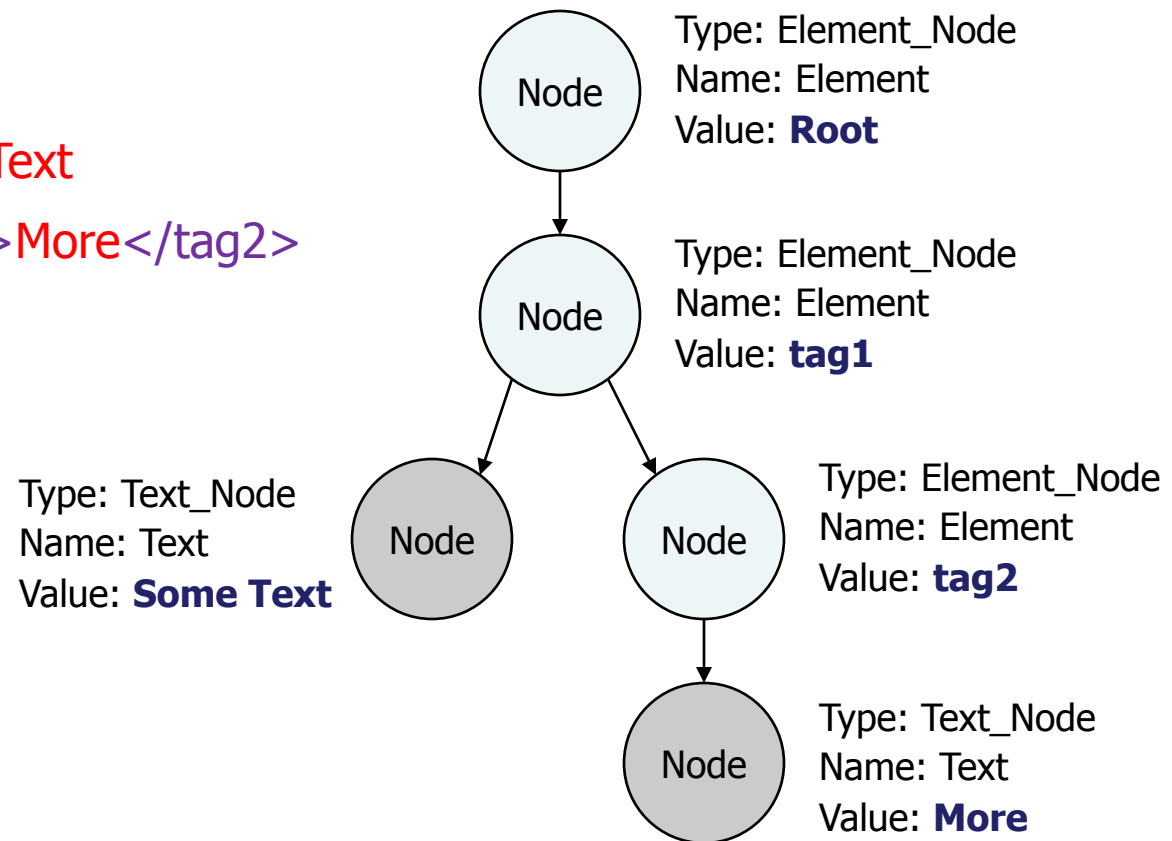 Type: Element_Node
Node
Name: Element
Value: Root
Text
>More</tag2>
Type: Element_Node
Node
Name: Element
Value: tag1
Type: Text_Node
Name: Text
Value: Some Text
Node
Node
Type: Element_Node
Name: Element
Value: tag2
Node
Type: Text_Node
Name: Text
Value: More